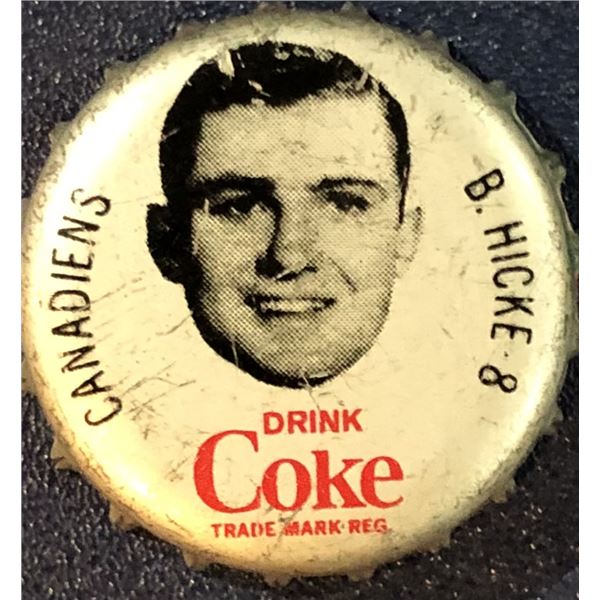 CANADIENS
B. HICKE-8
DRINK
Coke
TRADE MARK REG.